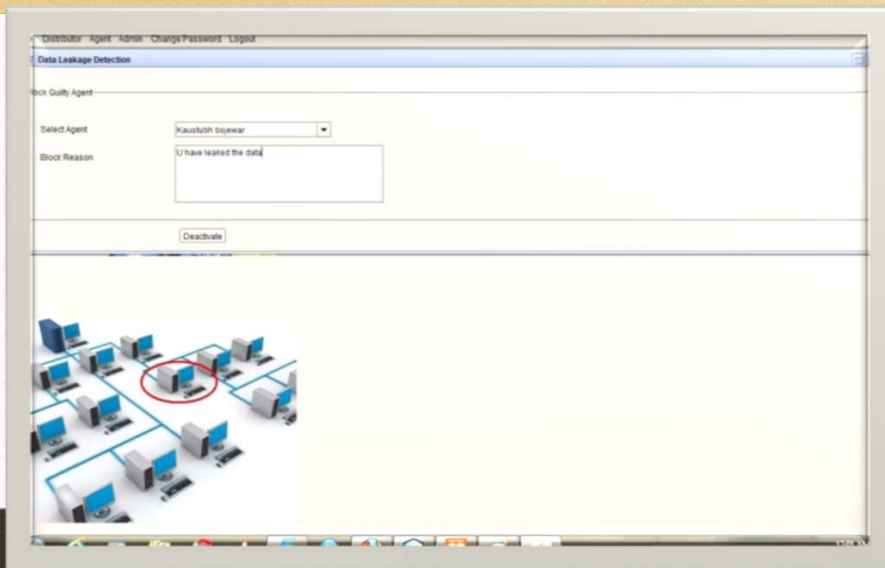 Distributor Agent Admin Change Password Logout
Data Leakage Detection
Block Guilty Agent
Select Agent
Kaustubh bojewar
Block Reason
U have leaked the data
Deactivate